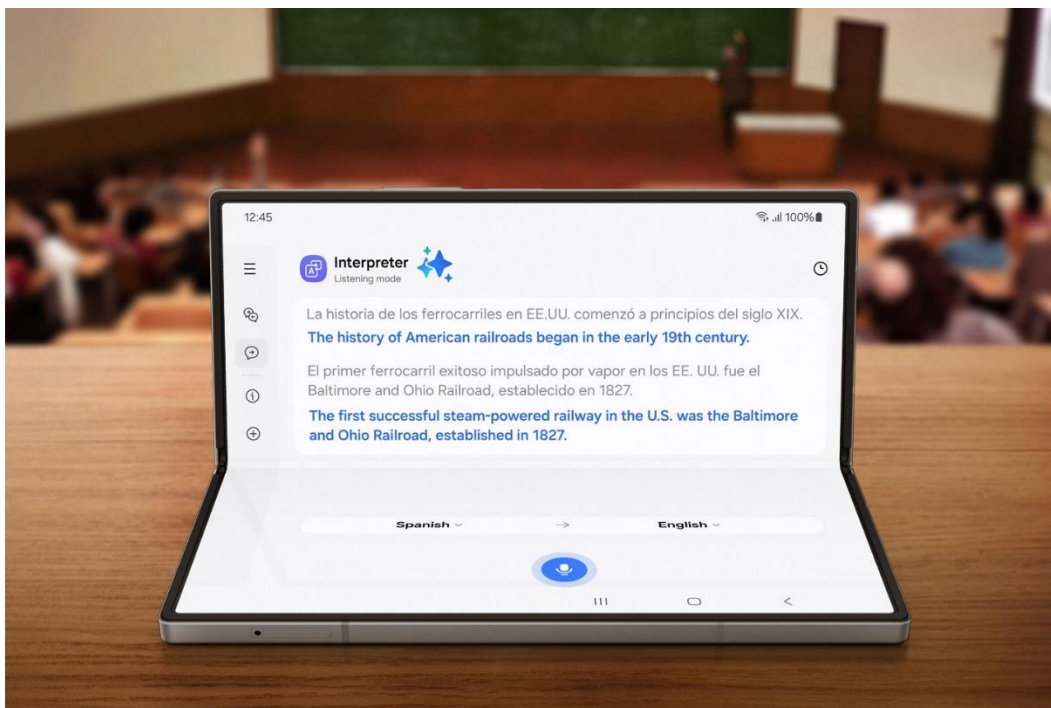 12:45
100%
Interpreter
Listening mode
La historia de los ferrocarriles en EE.UU. comenzó a principios del siglo XIX.
The history of American railroads began in the early 19th century.
El primer ferrocarril exitoso impulsado por vapor en los EE. UU. fue el
Baltimore and Ohio Railroad, establecido en 1827.
The first successful steam-powered railway in the U.S. was the Baltimore
and Ohio Railroad, established in 1827.
Spanish → English